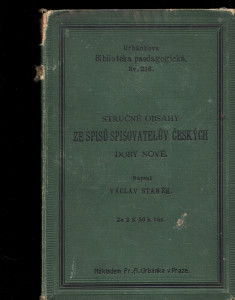 Urbánkova
Bibliotéka paedagogická.
STRUČNÉ OBSAHY
ZE SPISŮ SPISOVATELŮV ČESKÝCH
DOBY NOVÉ.
Napsal
VÁCLAV STANĚK.
Nákladem Fr. A. Urbánka v Praze.